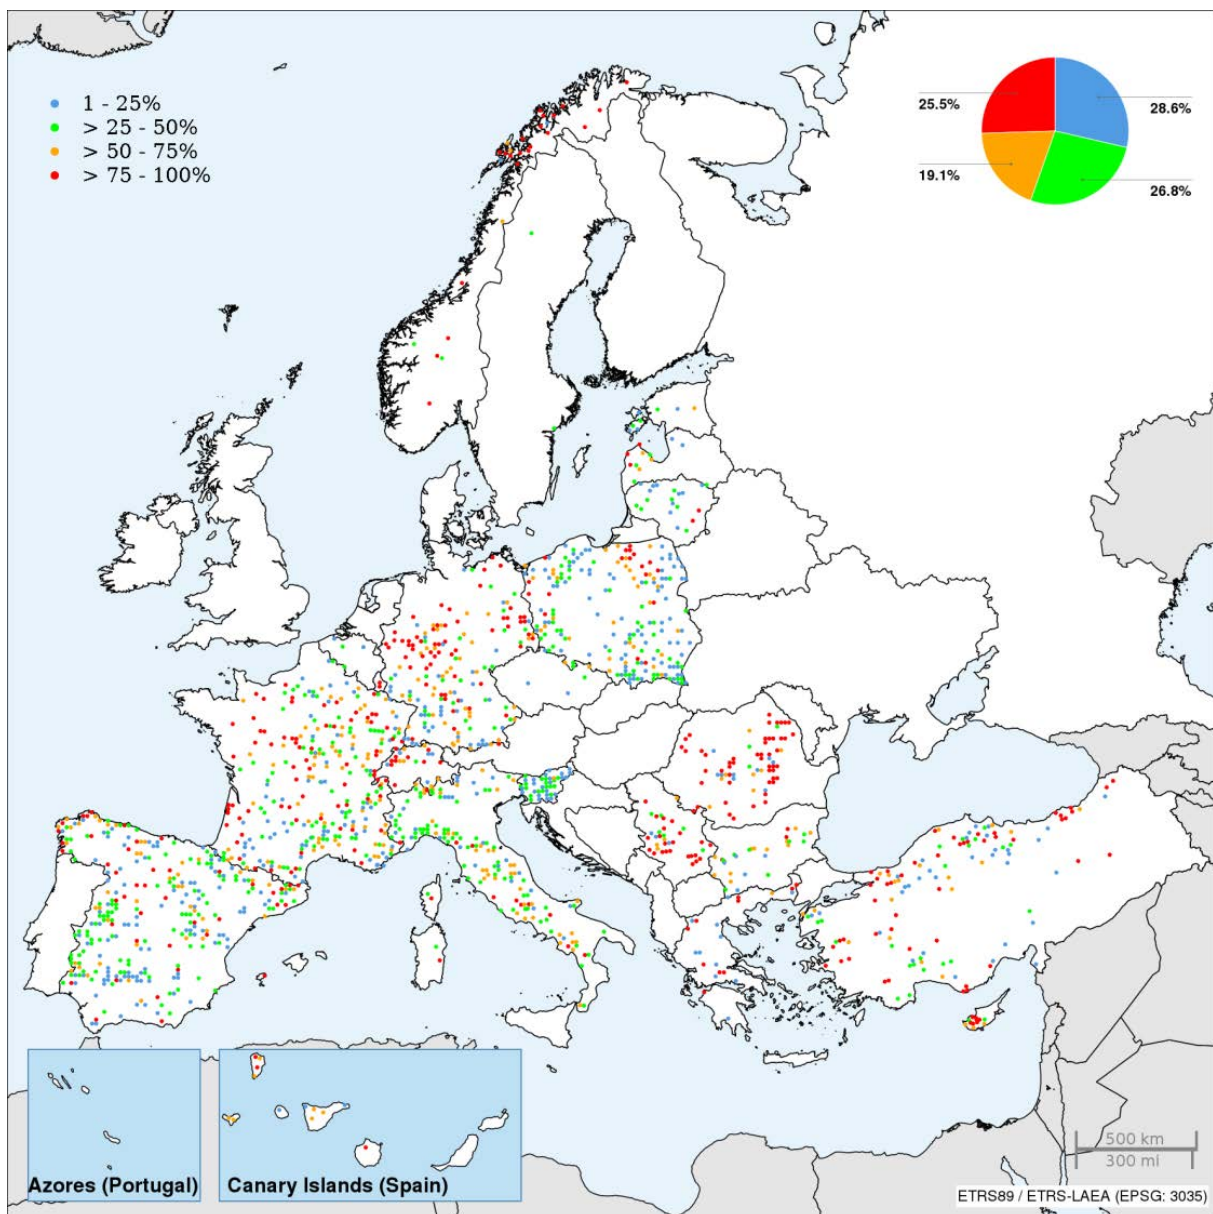 1 - 25%
> 25 - 50%
> 50 - 75%
> 75 - 100%
25.5%
28.6%
19.1%
26.8%
Azores (Portugal)
Canary Islands (Spain)
500 km
300 mi
ETRS89 / ETRS-LAEA (EPSG: 3035)